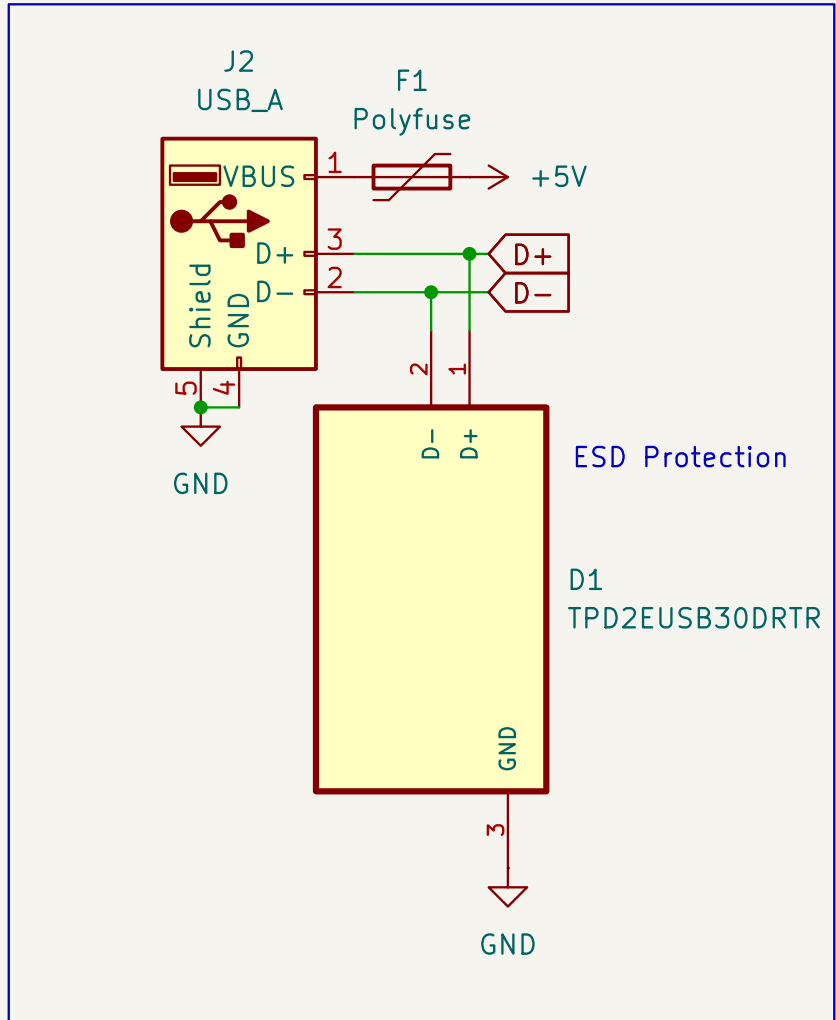 J2
USB_A
F1
Polyfuse
VBUS
1
+5V
D+
3
D+
D-
2
D-
Shield
GND
5
4
GND
2
1
D-
D+
ESD Protection
D1
TPD2EUSB30DRTR
GND
3
GND